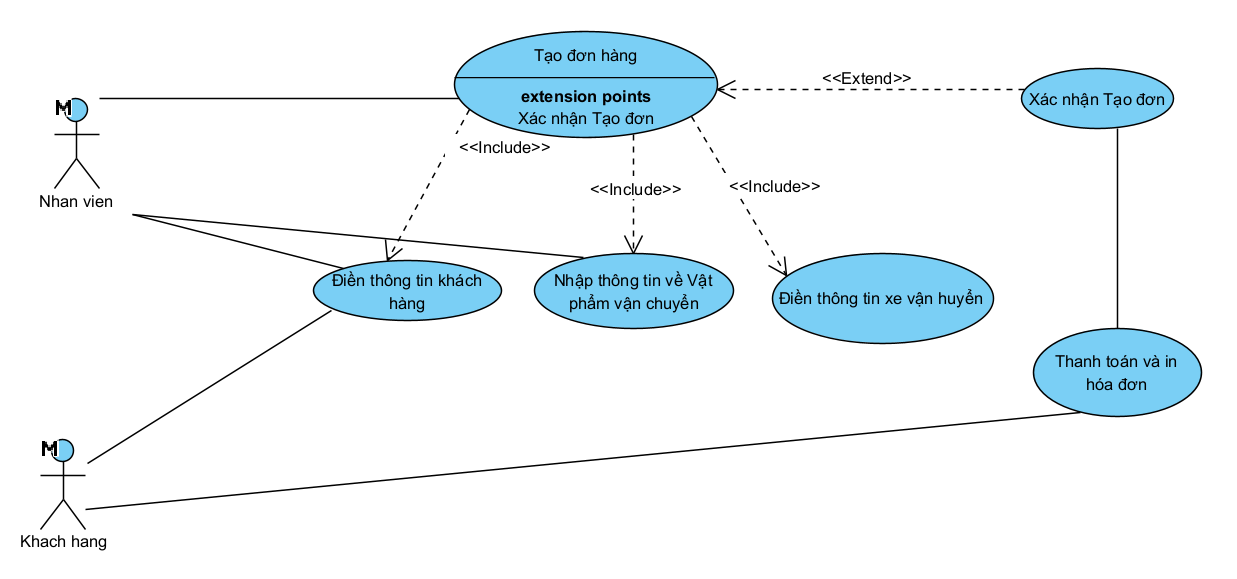 Tạo đơn hàng
extension points
Xác nhận Tạo đơn
<<Extend>>
Xác nhận Tạo đơn
M
Nhan vien
<<Include>>
<<Include>>
<<Include>>
Điền thông tin khách
hàng
Nhập thông tin về Vật
phẩm vận chuyển
Điền thông tin xe vận huyển
Thanh toán và in
hóa đơn
M
Khach hang